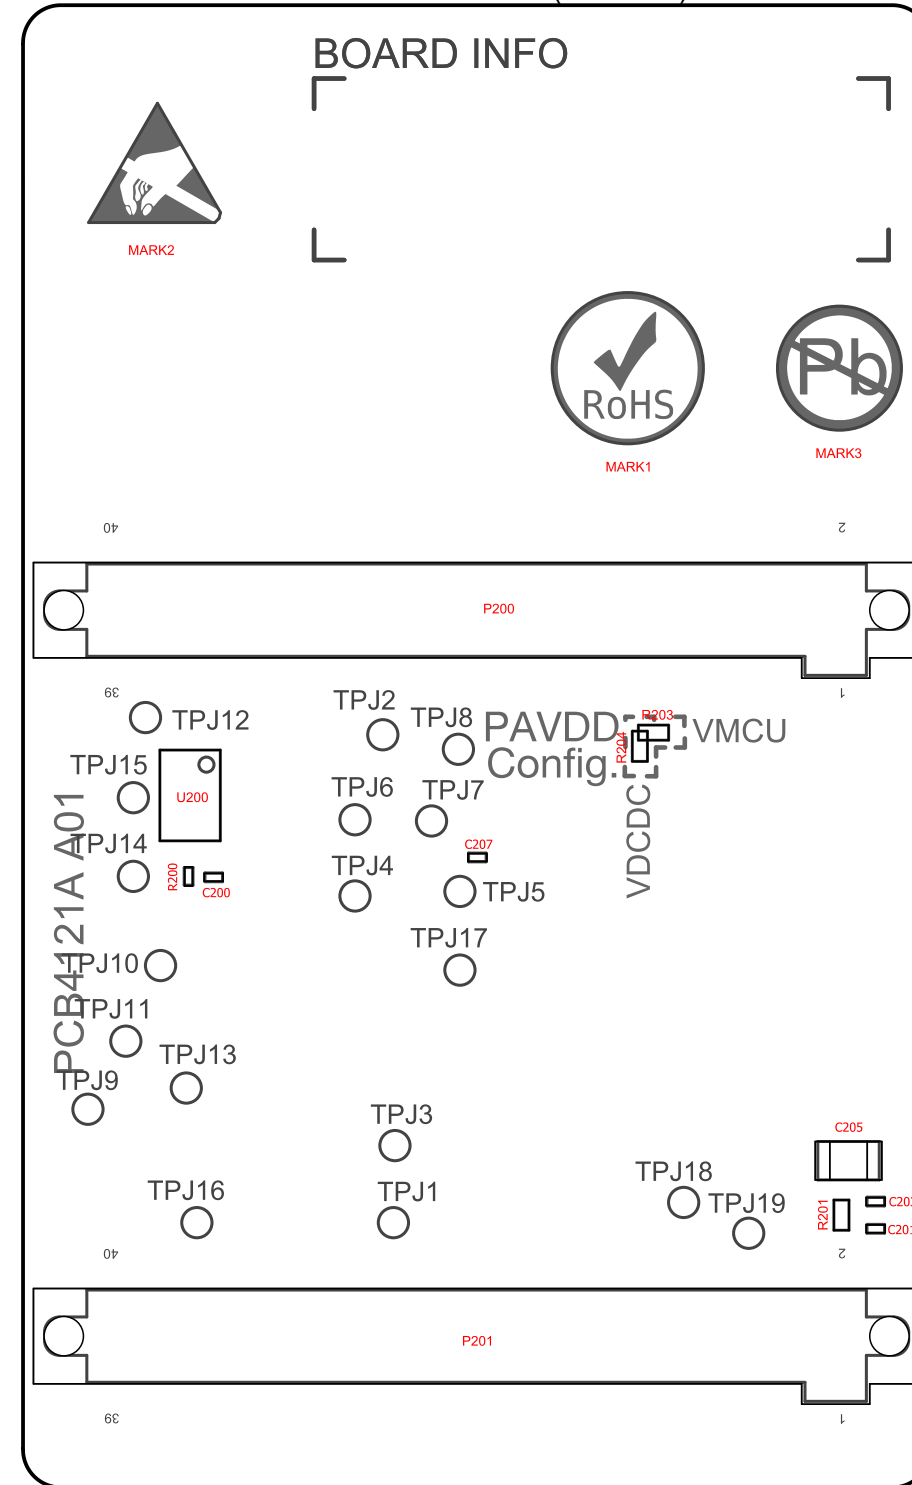 BOARD INFO
MARK2
RoHS
Pb
MARK1
MARK3
40
2
P200
39
1
TPJ2
TPJ8
TPJ12
PAVDD
Config.
R203
R204
VMCU
VDCDC
TPJ15
U200
TPJ6
TPJ7
TPJ14
C207
R200
C200
TPJ4
TPJ5
PCB4121A A01
TPJ17
TPJ10
TPJ11
TPJ13
TPJ9
TPJ3
C205
TPJ16
TPJ1
TPJ18
TPJ19
R201
C201
40
2
P201
39
1